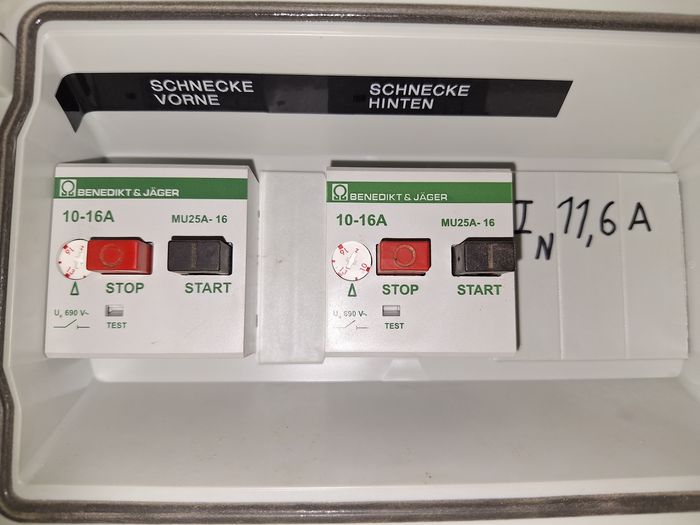 SCHNECKE
VORNE
SCHNECKE
HINTEN
BENEDIKT & JÄGER
10-16A
MU25A- 16
STOP
START
TEST
BENEDIKT & JÄGER
10-16A
MU25A- 16
STOP
START
TEST
I N 11,6 A